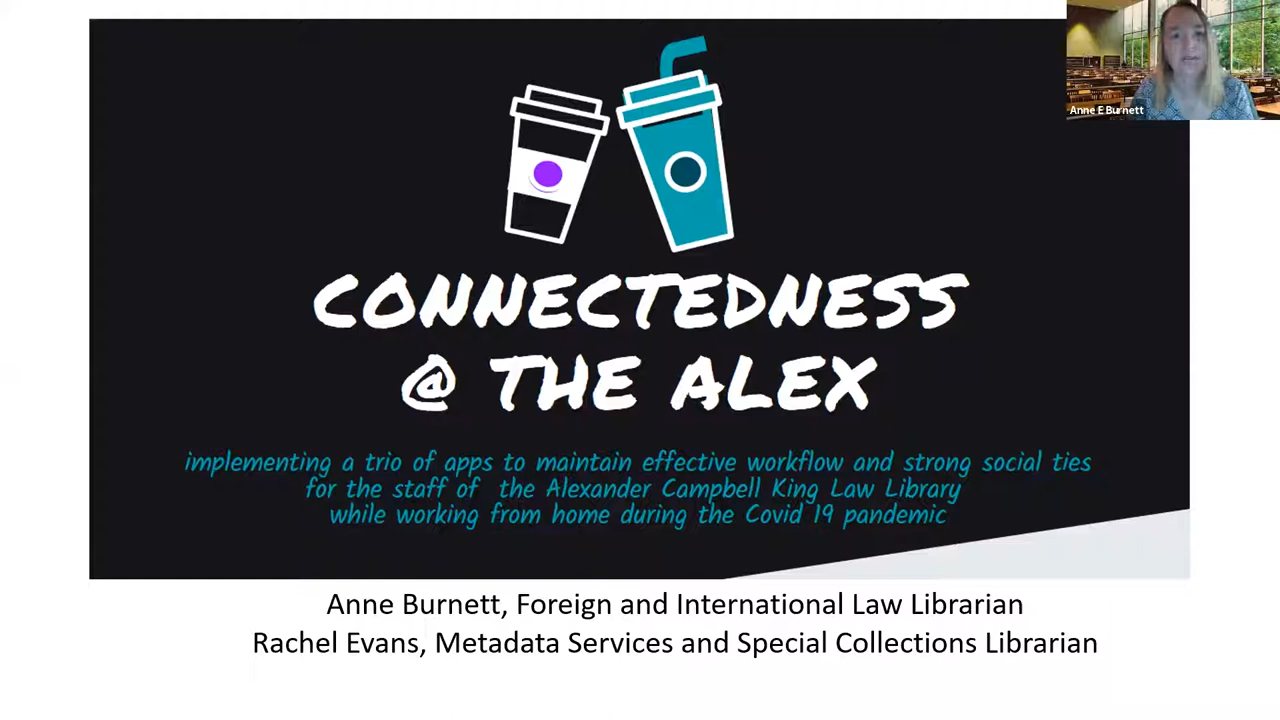 Anne E Burnett
CONNECTEDNESS
@ THE ALEX
implementing a trio of apps to maintain effective workflow and strong social ties
for the staff of the Alexander Campbell King Law Library
while working from home during the Covid 19 pandemic
Anne Burnett, Foreign and International Law Librarian
Rachel Evans, Metadata Services and Special Collections Librarian